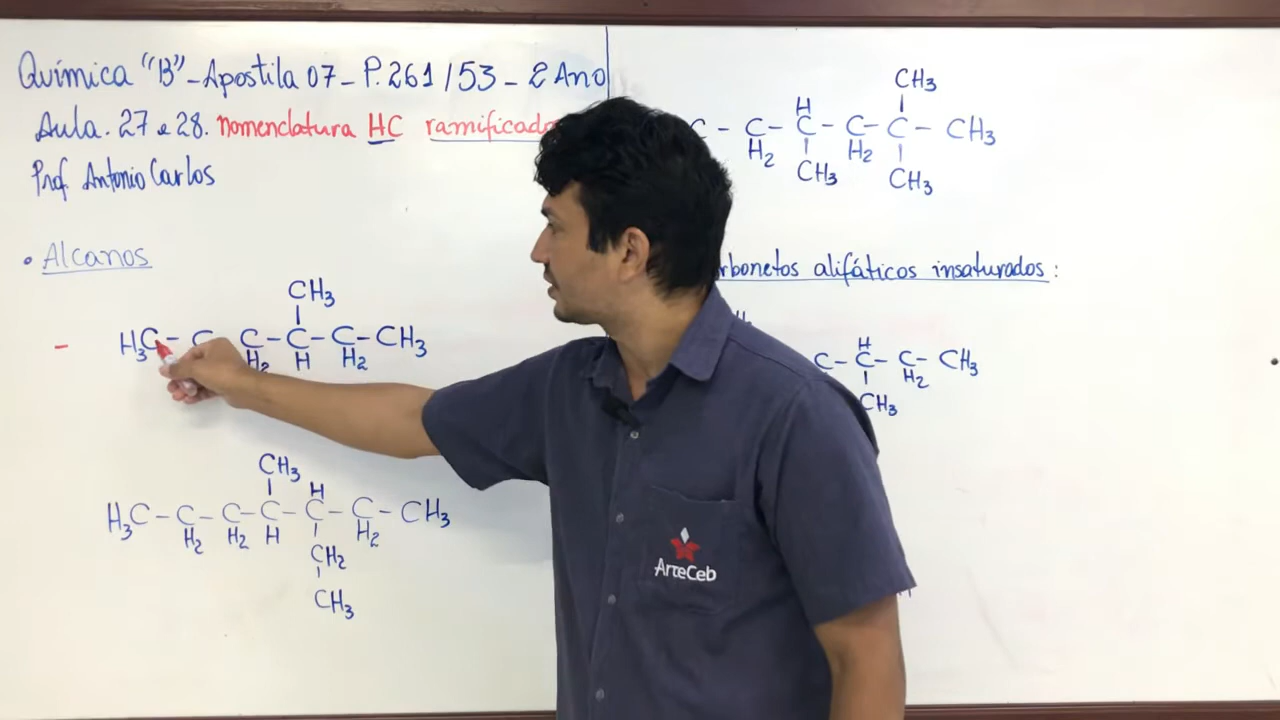 Química "B" - Apostila 07 - P. 261/53 - 2 Ano
Aula. 27 e 28. nomenclatura HC ramificado
Prof Antonio Carlos
• Alcanos
CH3
H3C - C - C - C - C - CH3
H2 H H2
CH3
H
H3C - C - C - C - C - C - CH3
H2 H2 H H2
CH2
CH3
CH3
H
C - C - C - C - C - CH3
H2 H2
CH3 CH3
rbonetos alifáticos insaturados:
H
C - C - C - CH3
H2
CH3
ArteCeb